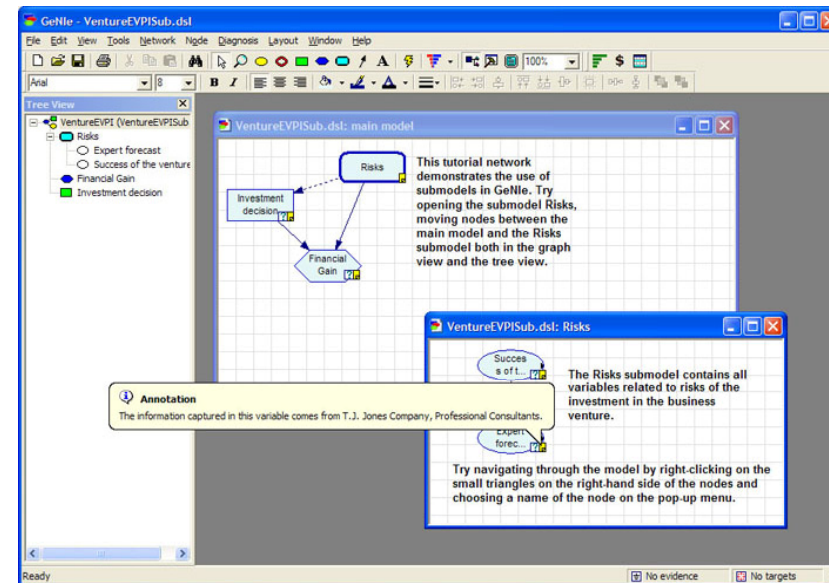 GeNIe - VentureEVPISub.dsl
File Edit View Tools Network Node Diagnosis Layout Window Help
100%
Arial 8 B I
Tree View
VentureEVPI (VentureEVPISub
Risks
Expert forecast
Success of the venture
Financial Gain
Investment decision
VentureEVPISub.dsl: main model
Risks
Investment
decision
Financial
Gain
This tutorial network
demonstrates the use of
submodels in GeNIe. Try
opening the submodel Risks,
moving nodes between the
main model and the Risks
submodel both in the graph
view and the tree view.
VentureEVPISub.dsl: Risks
Succes
s of t...
The Risks submodel contains all
variables related to risks of the
investment in the business
venture.
Annotation
The information captured in this variable comes from T.J. Jones Company, Professional Consultants.
Expert
forec...
Try navigating through the model by right-clicking on the
small triangles on the right-hand side of the nodes and
choosing a name of the node on the pop-up menu.
Ready
No evidence
No targets